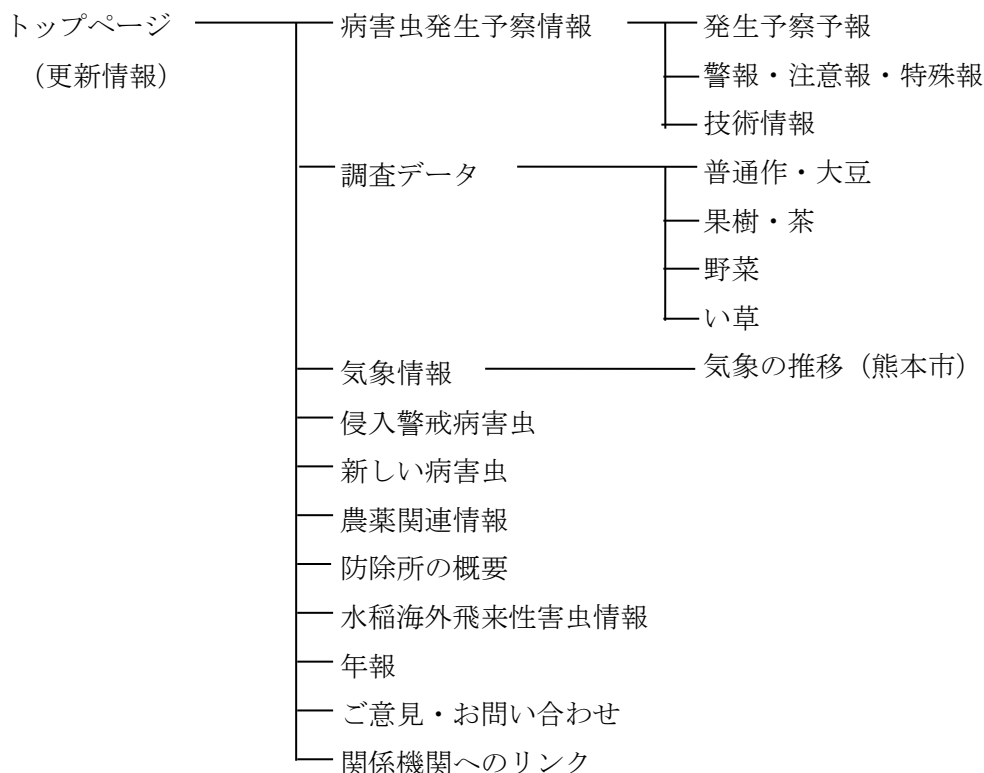 トップページ
(更新情報)
病害虫発生予察情報
発生予察予報
警報・注意報・特殊報
技術情報
調査データ
普通作・大豆
果樹・茶
野菜
い草
気象情報
気象の推移(熊本市)
侵入警戒病害虫
新しい病害虫
農薬関連情報
防除所の概要
水稲海外飛来性害虫情報
年報
ご意見・お問い合わせ
関係機関へのリンク